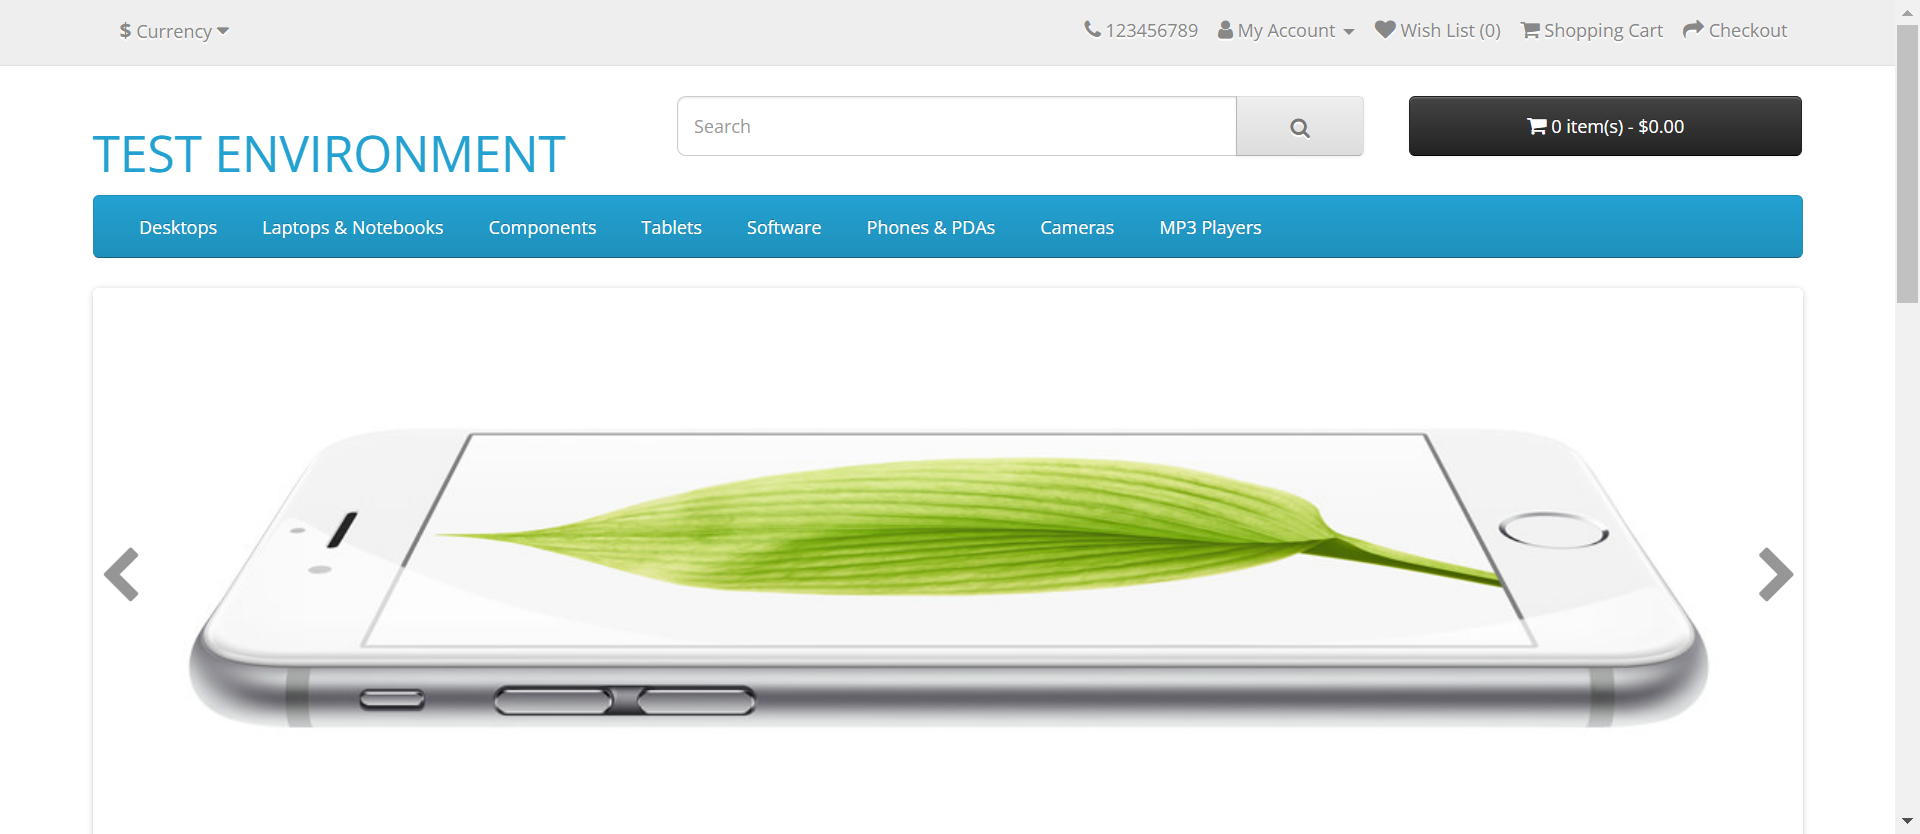 $ Currency 123456789 My Account Wish List (0) Shopping Cart Checkout
TEST ENVIRONMENT
Search
0 item(s) - $0.00
Desktops Laptops & Notebooks Components Tablets Software Phones & PDAs Cameras MP3 Players